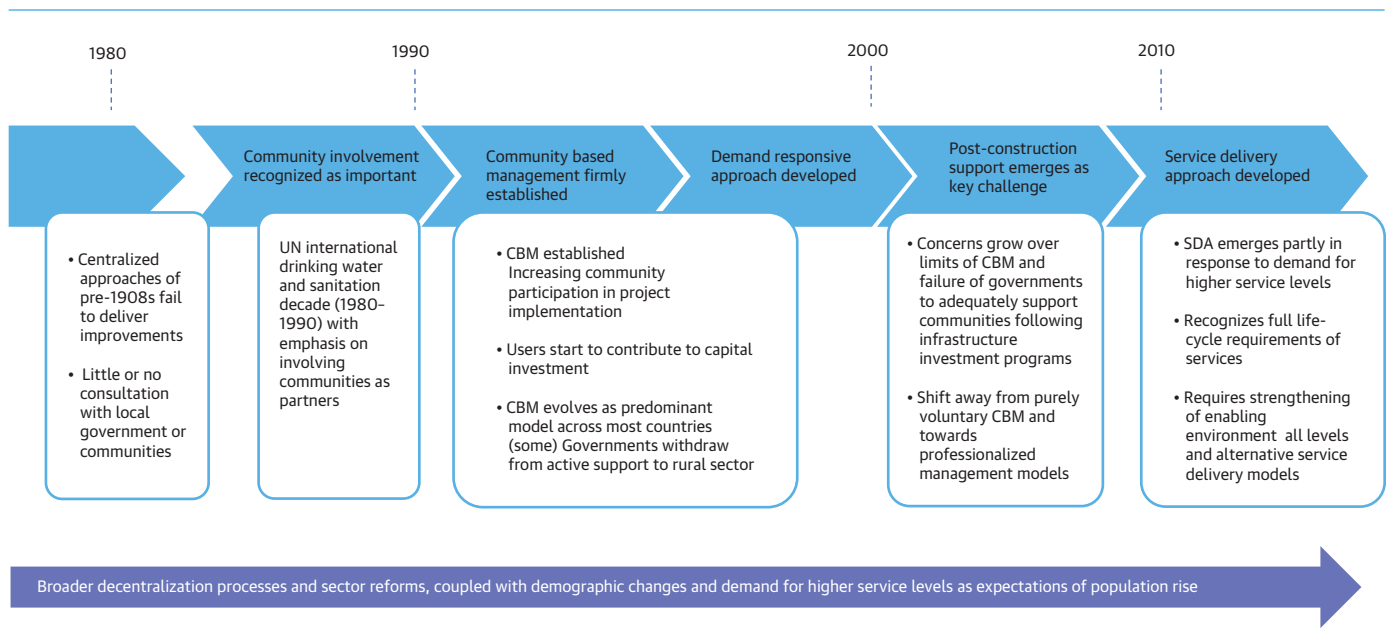 1980
1990
2000
2010
Community involvement
recognized as important
Community based
management firmly
established
Demand responsive
approach developed
Post-construction
support emerges as
key challenge
Service delivery
approach developed
• Centralized
approaches of
pre-1908s fail
to deliver
improvements
• Little or no
consultation
with local
government or
communities
UN international
drinking water
and sanitation
decade (1980–
1990) with
emphasis on
involving
communities as
partners
• CBM established
Increasing community
participation in project
implementation
• Users start to contribute to capital
investment
• CBM evolves as predominant
model across most countries
(some) Governments withdraw
from active support to rural sector
• Concerns grow over
limits of CBM and
failure of governments
to adequately support
communities following
infrastructure
investment programs
• Shift away from purely
voluntary CBM and
towards
professionalized
management models
• SDA emerges partly in
response to demand for
higher service levels
• Recognizes full life-
cycle requirements of
services
• Requires strengthening
of enabling
environment all levels
and alternative service
delivery models
Broader decentralization processes and sector reforms, coupled with demographic changes and demand for higher service levels as expectations of population rise